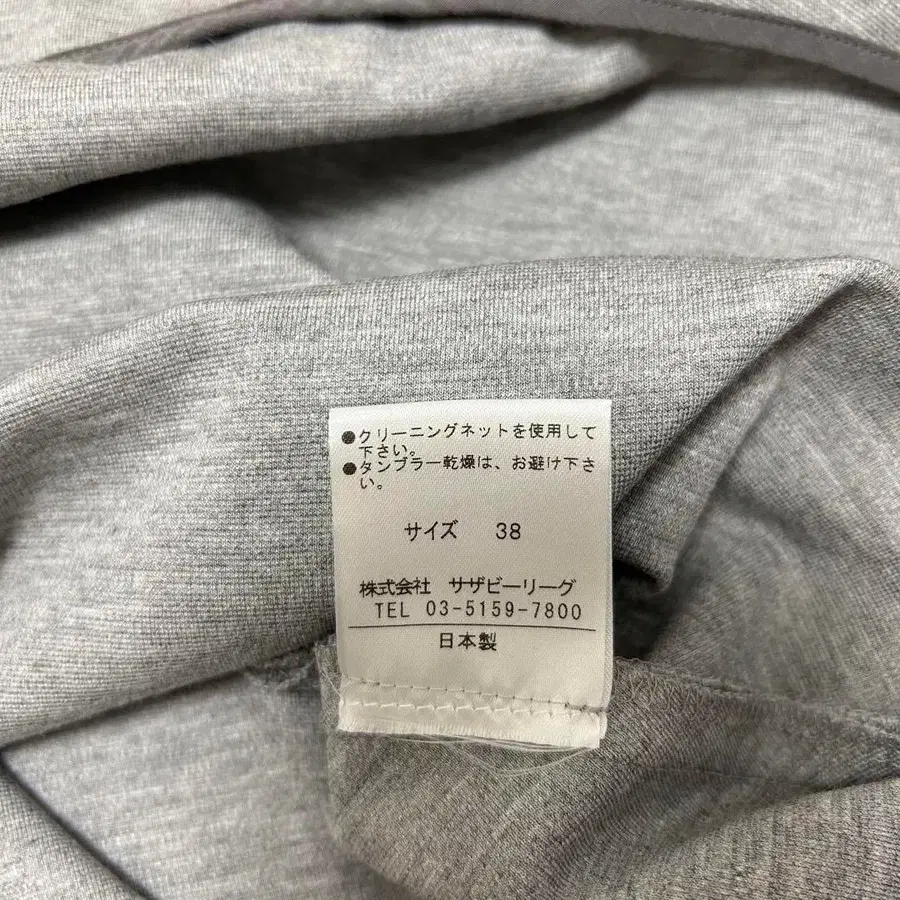 ●クリーニングネットを使用して
下さい。
●タンブラー乾燥は、お避け下さ
い。
サイズ 38
株式会社 サザビーリーグ
TEL 03-5159-7800
日本製